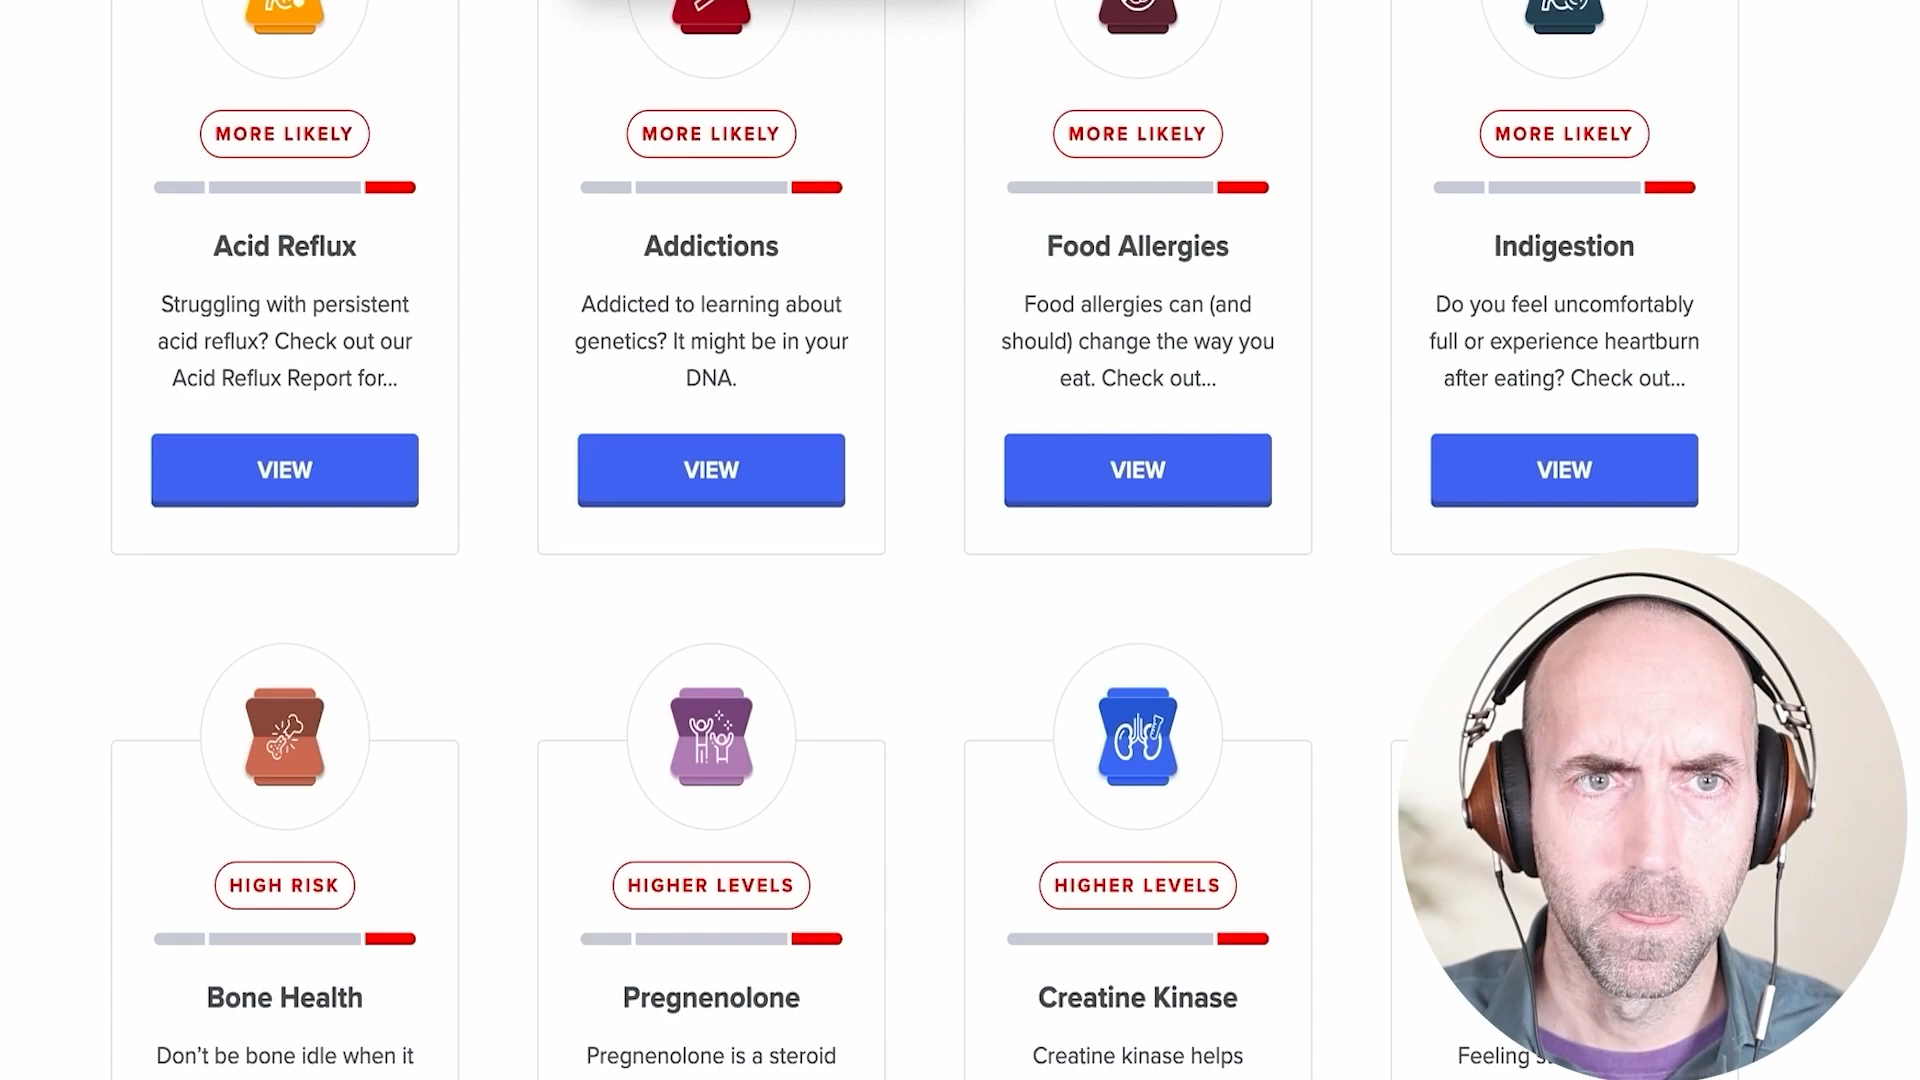 MORE LIKELY
Acid Reflux
Struggling with persistent
acid reflux? Check out our
Acid Reflux Report for...
VIEW
MORE LIKELY
Addictions
Addicted to learning about
genetics? It might be in your
DNA.
VIEW
MORE LIKELY
Food Allergies
Food allergies can (and
should) change the way you
eat. Check out...
VIEW
MORE LIKELY
Indigestion
Do you feel uncomfortably
full or experience heartburn
after eating? Check out...
VIEW
HIGH RISK
Bone Health
Don't be bone idle when it
HIGHER LEVELS
Pregnenolone
Pregnenolone is a steroid
HIGHER LEVELS
Creatine Kinase
Creatine kinase helps
Feeling